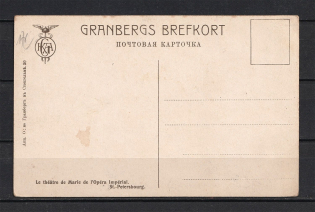 GRANBERGS BREFKORT
ПОЧТОВАЯ КАРТОЧКА
Le théâtre de Marie de l'Opéra Impérial.
St. Petersbourg.